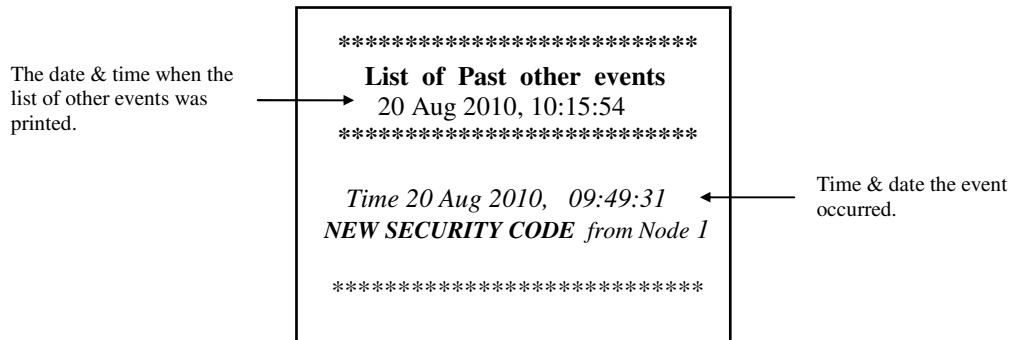 ***************************
List of Past other events
20 Aug 2010, 10:15:54
***************************
The date & time when the
list of other events was
printed.
Time 20 Aug 2010, 09:49:31
NEW SECURITY CODE from Node 1
Time & date the event
occurred.
****************************